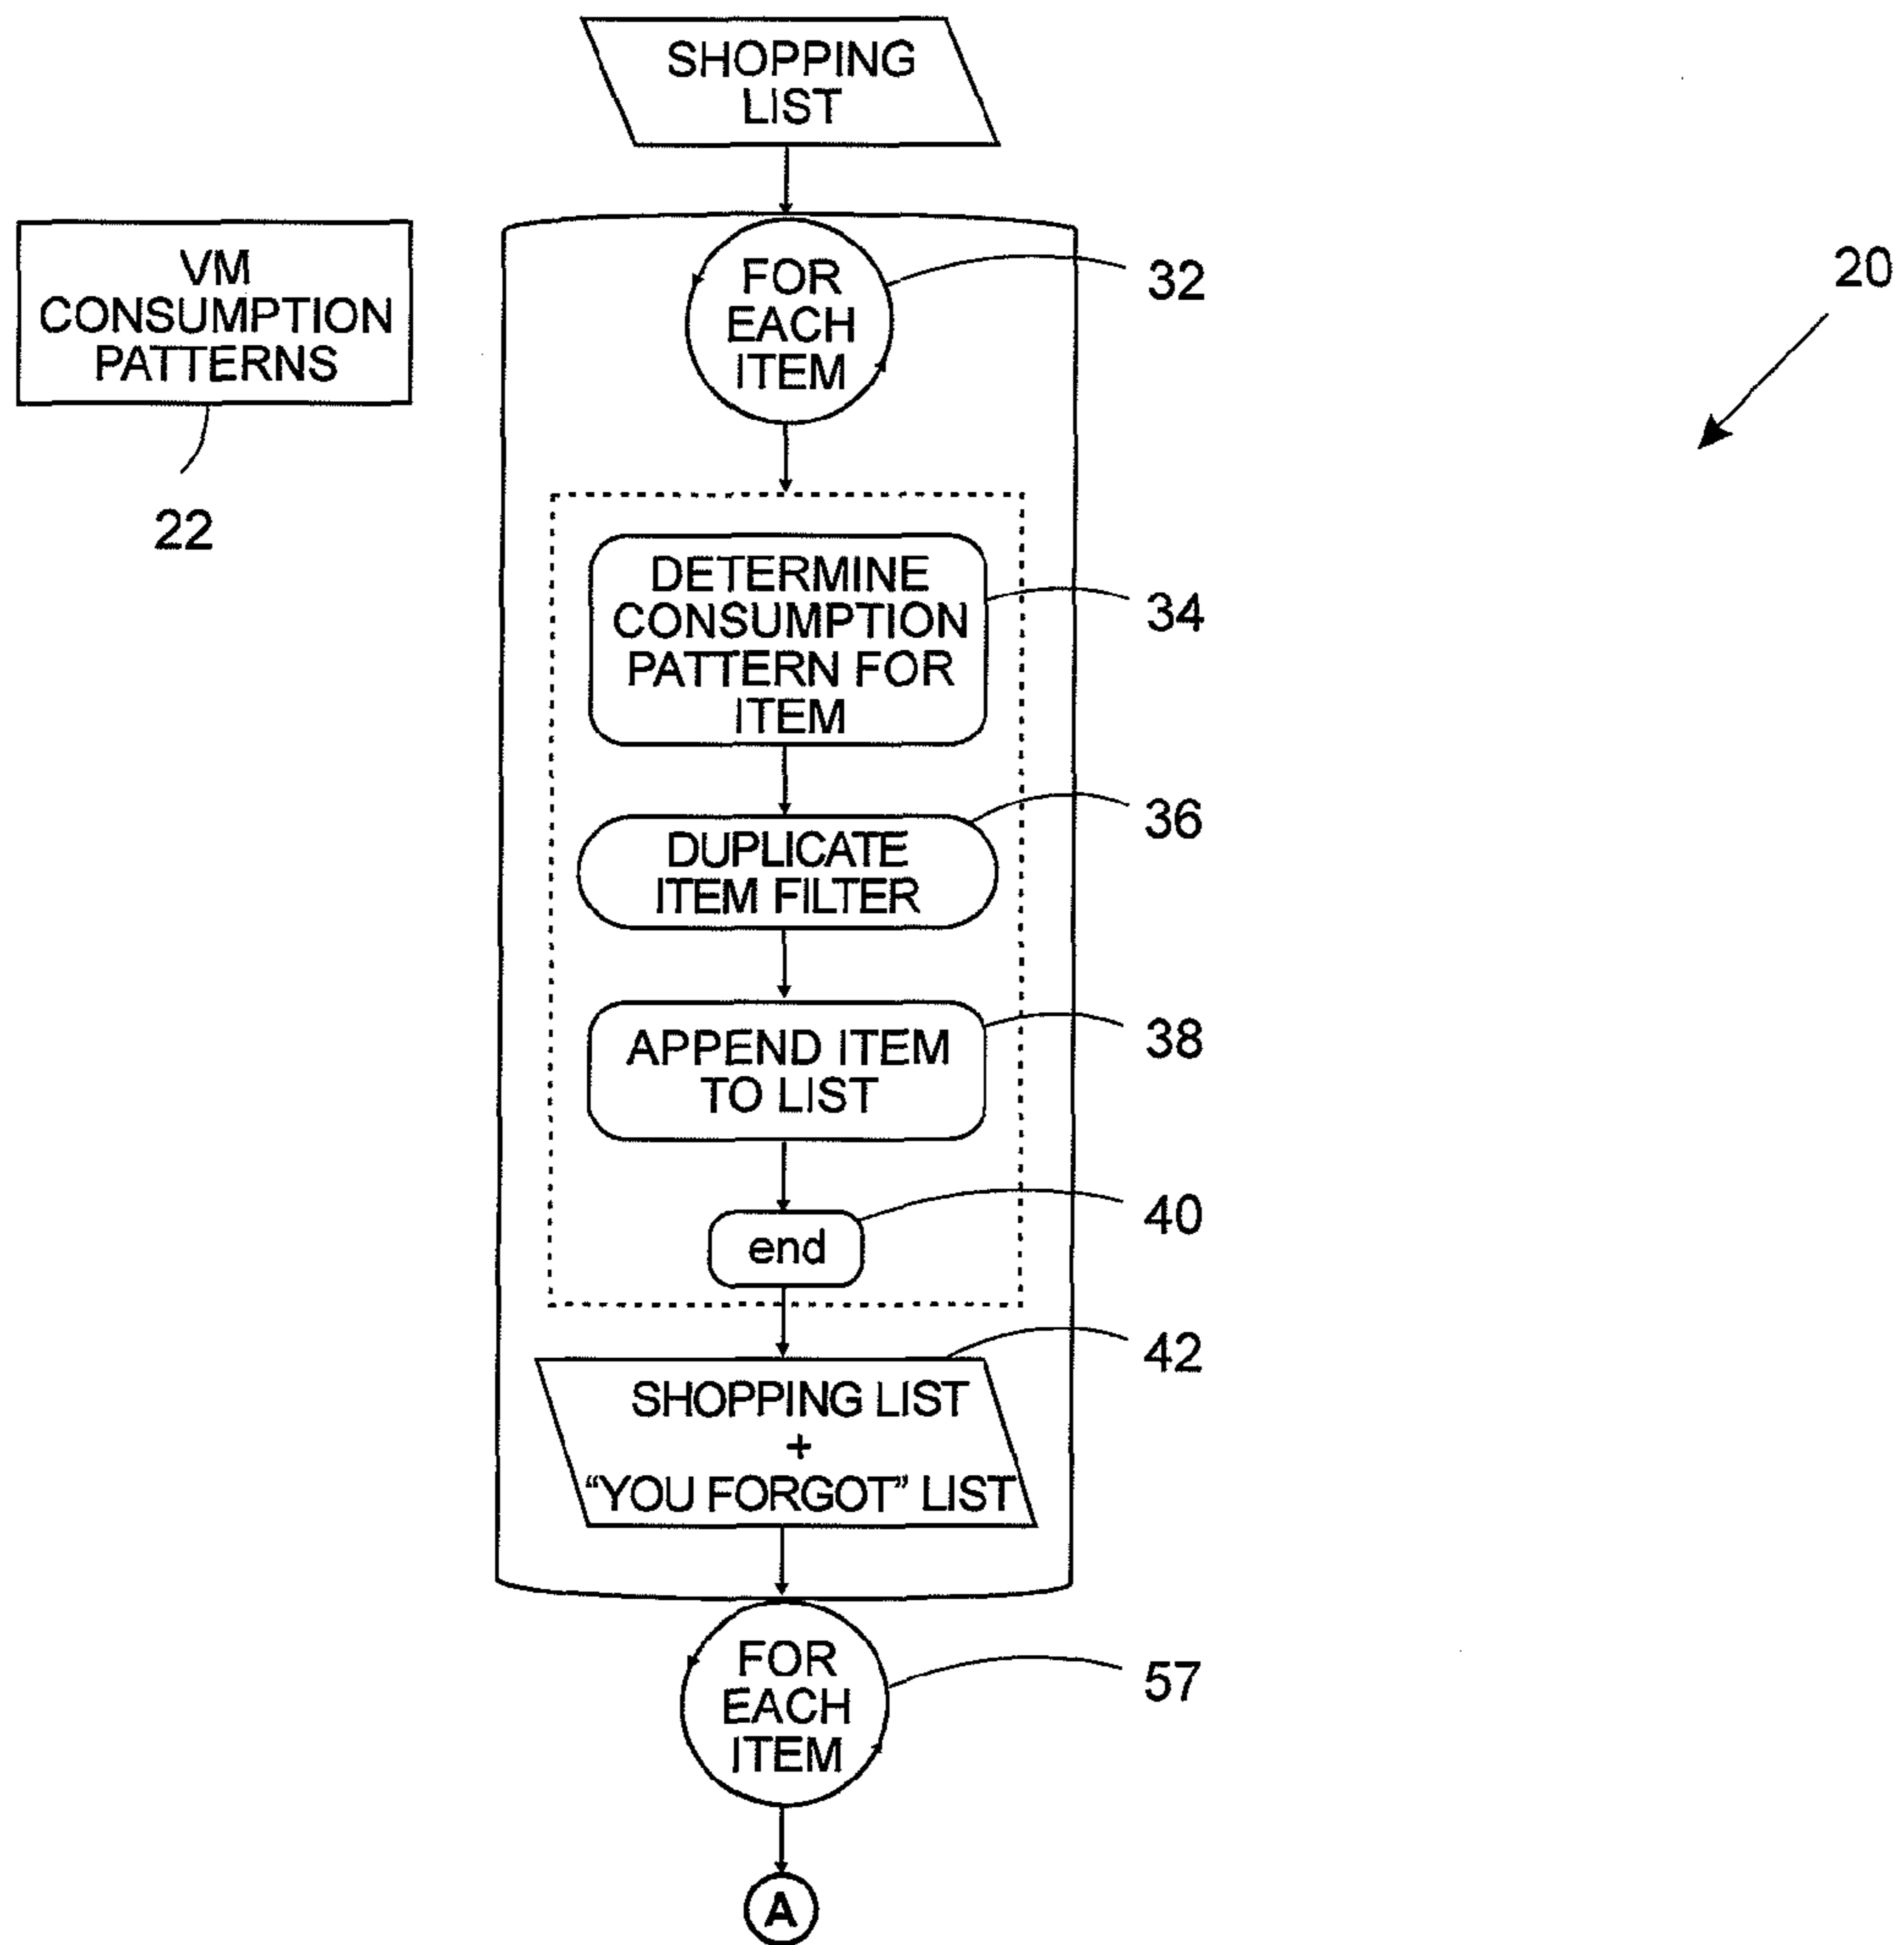 SHOPPING
LIST
VM
CONSUMPTION
PATTERNS
22
20
FOR
EACH
ITEM
32
DETERMINE
CONSUMPTION
PATTERN FOR
ITEM
34
DUPLICATE
ITEM FILTER
36
APPEND ITEM
TO LIST
38
end
40
SHOPPING LIST
+
“YOU FORGOT” LIST
42
FOR
EACH
ITEM
57
A